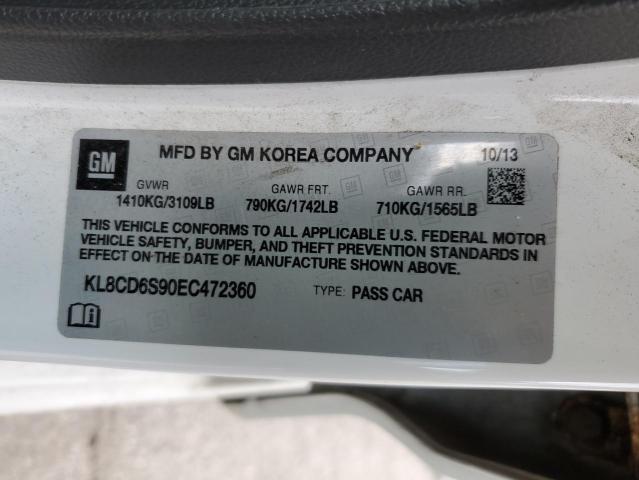 GM MFD BY GM KOREA COMPANY 10/13
GVWR GAWR FRT. GAWR RR.
1410KG/3109LB 790KG/1742LB 710KG/1565LB
THIS VEHICLE CONFORMS TO ALL APPLICABLE U.S. FEDERAL MOTOR
VEHICLE SAFETY, BUMPER, AND THEFT PREVENTION STANDARDS IN
EFFECT ON THE DATE OF MANUFACTURE SHOWN ABOVE.
KL8CD6S90EC472360 TYPE: PASS CAR